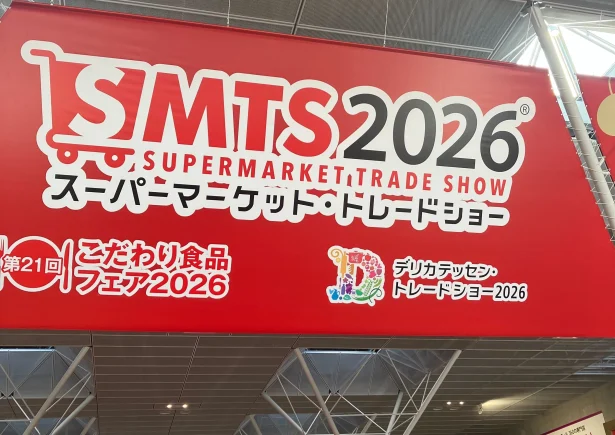 SMTS 2026®
SUPERMARKET TRADE SHOW
スーパーマーケット・トレードショー
第21回
こだわり食品
フェア2026
デリカテッセン・
トレードショー2026